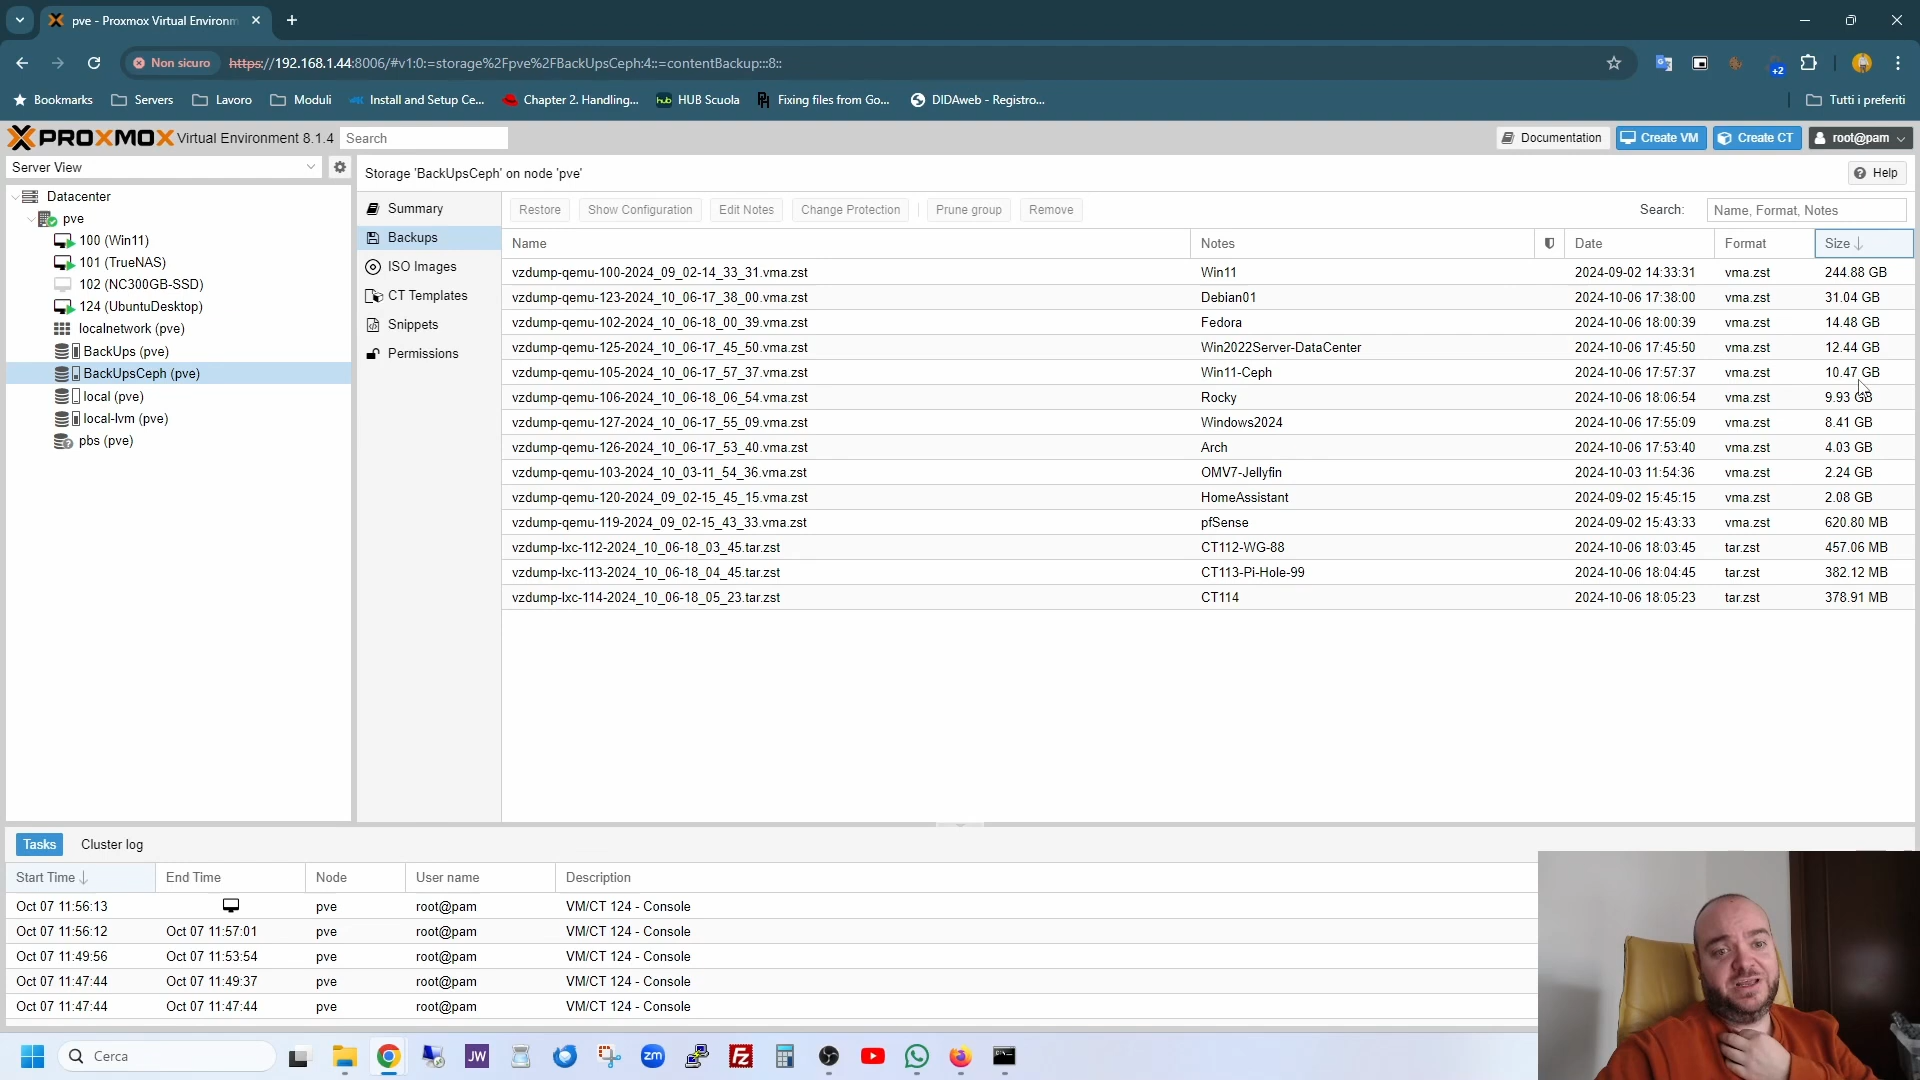 pve - Proxmox Virtual Environm
Non sicuro https://192.168.1.44:8006/#v1:0:=storage%2Fpve%2FBackUpsCeph:4::=contentBackup:::8:: +2
Bookmarks Servers Lavoro Moduli Install and Setup Ce... Chapter 2. Handling,... HUB Scuola Fixing files from Go... DIDAweb - Registro... Tutti i preferiti
PROXMOX Virtual Environment 8.1.4 Search Documentation Create VM Create CT root@pam
Server View Storage 'BackUpsCeph' on node 'pve' Help
Datacenter
pve
100 (Win11)
101 (TrueNAS)
102 (NC300GB-SSD)
124 (UbuntuDesktop)
localnetwork (pve)
BackUps (pve)
BackUpsCeph (pve)
local (pve)
local-lvm (pve)
pbs (pve)
Summary
Backups
ISO Images
CT Templates
Snippets
Permissions
Restore Show Configuration Edit Notes Change Protection Prune group Remove Search: Name, Format, Notes
Name Notes Date Format Size ↓
vzdump-qemu-100-2024_09_02-14_33_31.vma.zst Win11 2024-09-02 14:33:31 vma.zst 244.88 GB
vzdump-qemu-123-2024_10_06-17_38_00.vma.zst Debian01 2024-10-06 17:38:00 vma.zst 31.04 GB
vzdump-qemu-102-2024_10_06-18_00_39.vma.zst Fedora 2024-10-06 18:00:39 vma.zst 14.48 GB
vzdump-qemu-125-2024_10_06-17_45_50.vma.zst Win2022Server-DataCenter 2024-10-06 17:45:50 vma.zst 12.44 GB
vzdump-qemu-105-2024_10_06-17_57_37.vma.zst Win11-Ceph 2024-10-06 17:57:37 vma.zst 10.47 GB
vzdump-qemu-106-2024_10_06-18_06_54.vma.zst Rocky 2024-10-06 18:06:54 vma.zst 9.93 GB
vzdump-qemu-127-2024_10_06-17_55_09.vma.zst Windows2024 2024-10-06 17:55:09 vma.zst 8.41 GB
vzdump-qemu-126-2024_10_06-17_53_40.vma.zst Arch 2024-10-06 17:53:40 vma.zst 4.03 GB
vzdump-qemu-103-2024_10_03-11_54_36.vma.zst OMV7-Jellyfin 2024-10-03 11:54:36 vma.zst 2.24 GB
vzdump-qemu-120-2024_09_02-15_45_15.vma.zst HomeAssistant 2024-09-02 15:45:15 vma.zst 2.08 GB
vzdump-qemu-119-2024_09_02-15_43_33.vma.zst pfSense 2024-09-02 15:43:33 vma.zst 620.80 MB
vzdump-lxc-112-2024_10_06-18_03_45.tar.zst CT112-WG-88 2024-10-06 18:03:45 tar.zst 457.06 MB
vzdump-lxc-113-2024_10_06-18_04_45.tar.zst CT113-Pi-Hole-99 2024-10-06 18:04:45 tar.zst 382.12 MB
vzdump-lxc-114-2024_10_06-18_05_23.tar.zst CT114 2024-10-06 18:05:23 tar.zst 378.91 MB
Tasks Cluster log
Start Time ↓ End Time Node User name Description
Oct 07 11:56:13 pve root@pam VM/CT 124 - Console
Oct 07 11:56:12 Oct 07 11:57:01 pve root@pam VM/CT 124 - Console
Oct 07 11:49:56 Oct 07 11:53:54 pve root@pam VM/CT 124 - Console
Oct 07 11:47:44 Oct 07 11:49:37 pve root@pam VM/CT 124 - Console
Oct 07 11:47:44 Oct 07 11:47:44 pve root@pam VM/CT 124 - Console
Cerca JW zm FZ